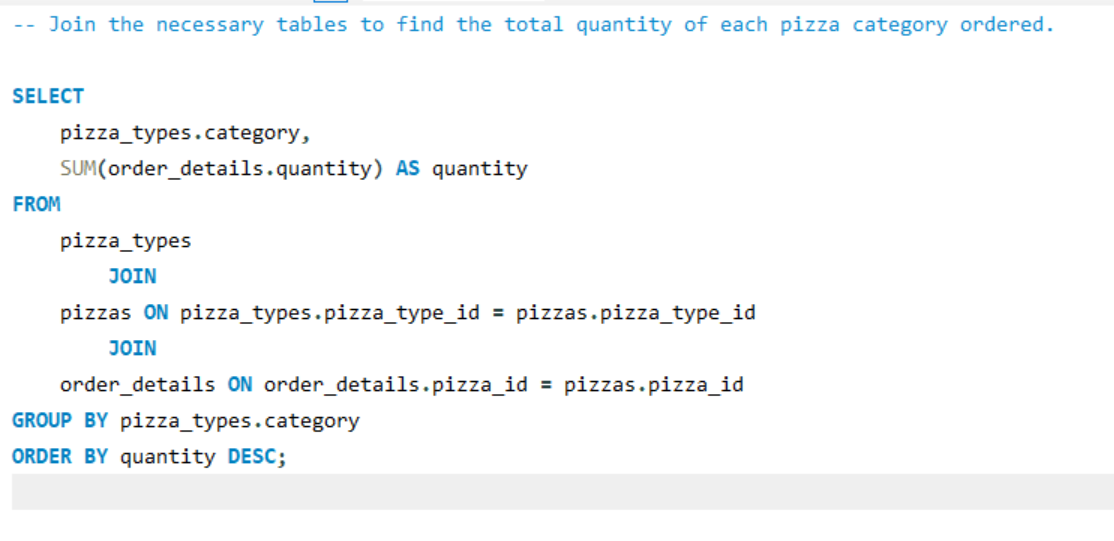 -- Join the necessary tables to find the total quantity of each pizza category ordered.
SELECT
    pizza_types.category,
    SUM(order_details.quantity) AS quantity
FROM
    pizza_types
        JOIN
    pizzas ON pizza_types.pizza_type_id = pizzas.pizza_type_id
        JOIN
    order_details ON order_details.pizza_id = pizzas.pizza_id
GROUP BY pizza_types.category
ORDER BY quantity DESC;